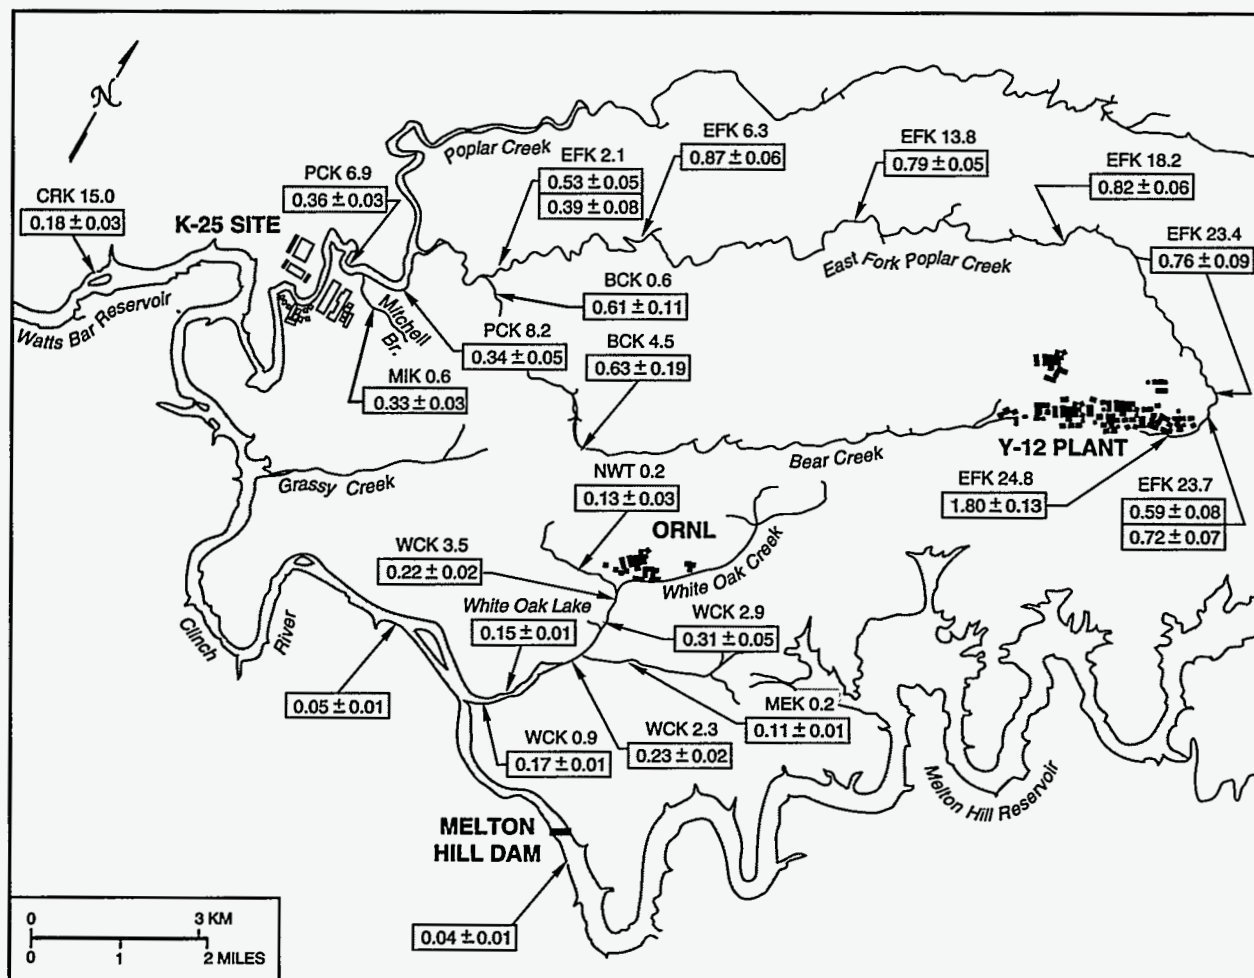 N
EFK 6.3
0.87 ± 0.06
EFK 13.8
0.79 ± 0.05
Poplar Creek
EFK 2.1
0.53 ± 0.05
0.39 ± 0.08
EFK 18.2
0.82 ± 0.06
PCK 6.9
0.36 ± 0.03
CRK 15.0
0.18 ± 0.03
K-25 SITE
EFK 23.4
0.76 ± 0.09
East Fork Poplar Creek
BCK 0.6
0.61 ± 0.11
Watts Bar Reservoir
Mitchell
Br.
PCK 8.2
0.34 ± 0.05
BCK 4.5
0.63 ± 0.19
MIK 0.6
0.33 ± 0.03
Y-12 PLANT
Bear Creek
Grassy Creek
NWT 0.2
0.13 ± 0.03
EFK 24.8
1.80 ± 0.13
EFK 23.7
0.59 ± 0.08
0.72 ± 0.07
ORNL
WCK 3.5
0.22 ± 0.02
White Oak Creek
White Oak Lake
0.15 ± 0.01
WCK 2.9
0.31 ± 0.05
Clinch
River
0.05 ± 0.01
MEK 0.2
0.11 ± 0.01
WCK 0.9
0.17 ± 0.01
WCK 2.3
0.23 ± 0.02
Melton Hill Reservoir
MELTON
HILL DAM
0.04 ± 0.01
0 3 KM
0 1 2 MILES